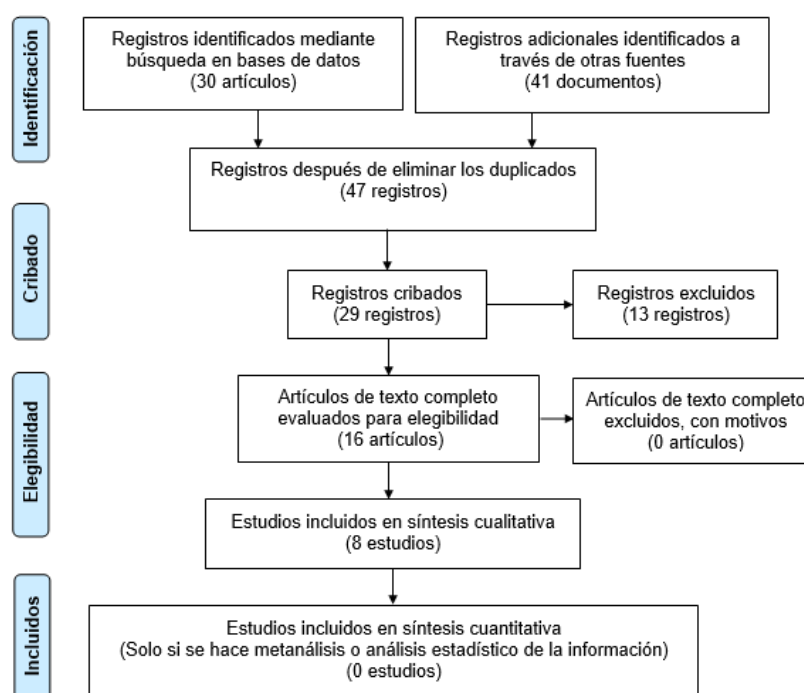 Identificación
Registros identificados mediante
búsqueda en bases de datos
(30 artículos)
Registros adicionales identificados a
través de otras fuentes
(41 documentos)
Registros después de eliminar los duplicados
(47 registros)
Cribado
Registros cribados
(29 registros)
Registros excluidos
(13 registros)
Elegibilidad
Artículos de texto completo
evaluados para elegibilidad
(16 artículos)
Artículos de texto completo
excluidos, con motivos
(0 artículos)
Estudios incluidos en síntesis cualitativa
(8 estudios)
Incluidos
Estudios incluidos en síntesis cuantitativa
(Solo si se hace metanálisis o análisis estadístico de la información)
(0 estudios)